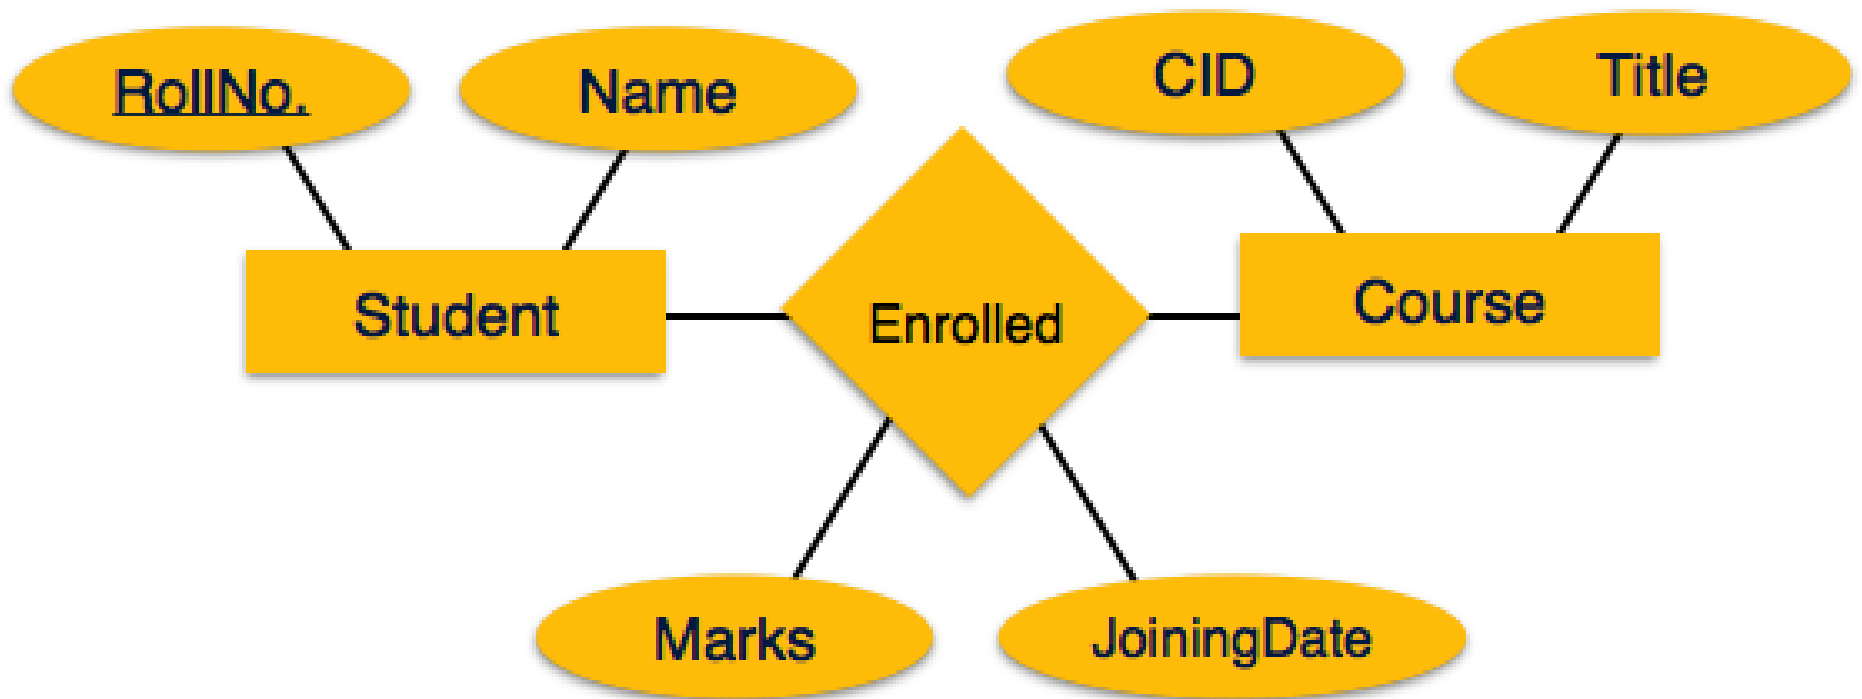 RollNo.
Name
CID
Title
Student
Enrolled
Course
Marks
JoiningDate